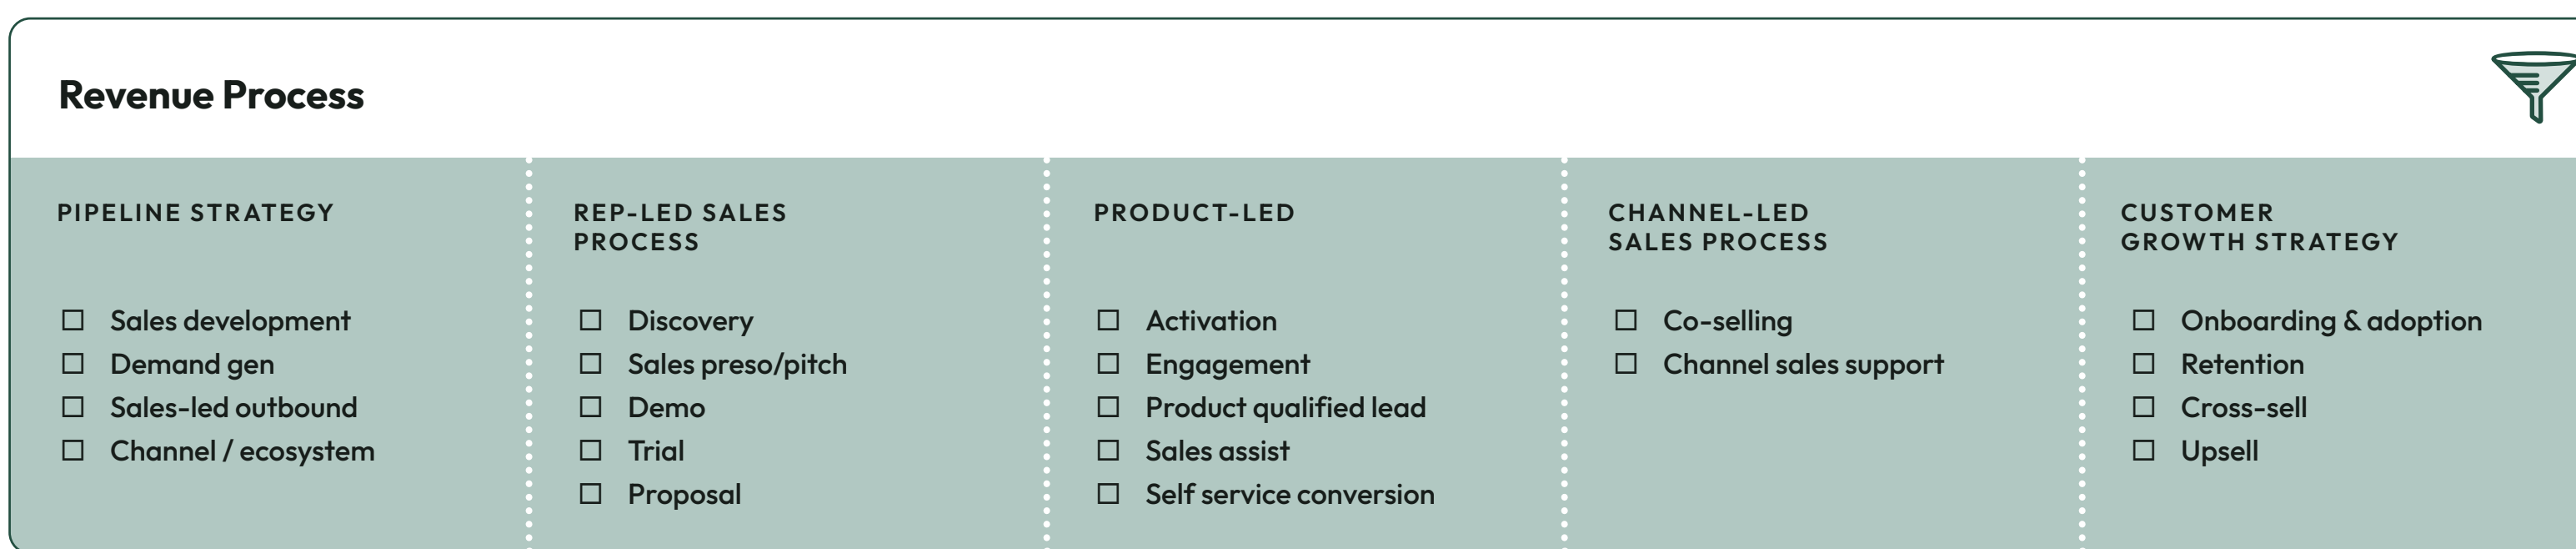 Revenue Process
PIPELINE STRATEGY
Sales development
Demand gen
Sales-led outbound
Channel / ecosystem
REP-LED SALES
PROCESS
Discovery
Sales preso/pitch
Demo
Trial
Proposal
PRODUCT-LED
Activation
Engagement
Product qualified lead
Sales assist
Self service conversion
CHANNEL-LED
SALES PROCESS
Co-selling
Channel sales support
CUSTOMER
GROWTH STRATEGY
Onboarding & adoption
Retention
Cross-sell
Upsell